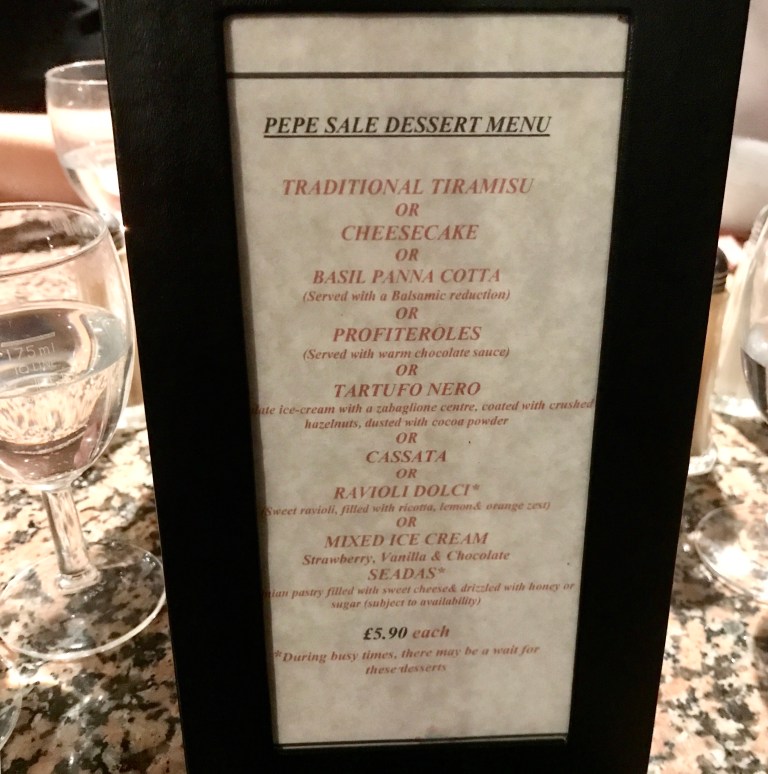 PEPE SALE DESSERT MENU
TRADITIONAL TIRAMISU
OR
CHEESECAKE
OR
BASIL PANNA COTTA
(Served with a Balsamic reduction)
OR
PROFITEROLES
(Served with warm chocolate sauce)
OR
TARTUFO NERO
late ice-cream with a zabaglione centre, coated with crushed
hazelnuts, dusted with cocoa powder
OR
CASSATA
OR
RAVIOLI DOLCI*
(Sweet ravioli, filled with ricotta, lemon& orange zest)
OR
MIXED ICE CREAM
Strawberry, Vanilla & Chocolate
SEADAS*
nian pastry filled with sweet cheese& drizzled with honey or
sugar (subject to availability)
£5.90 each
*During busy times, there may be a wait for
these desserts
175ml